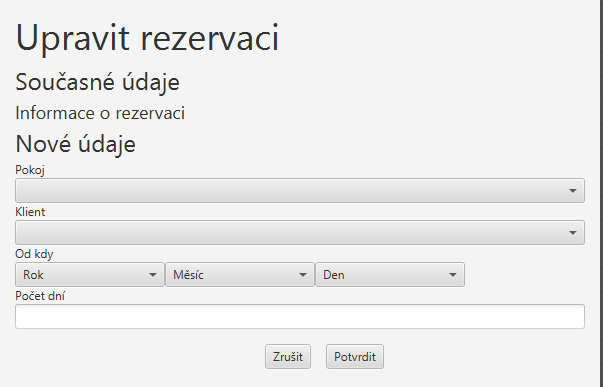 Upravit rezervaci
Současné údaje
Informace o rezervaci
Nové údaje
Pokoj
Klient
Od kdy
Rok Měsíc Den
Počet dní
Zrušit Potvrdit